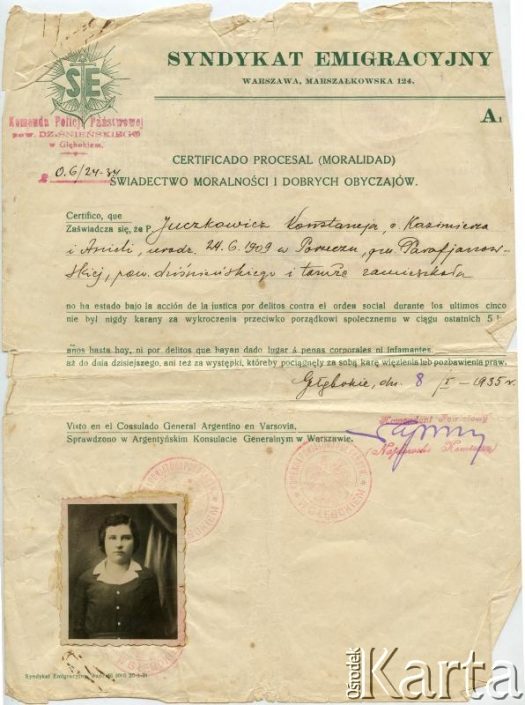 SYNDYKAT EMIGRACYJNY
WARSZAWA, MARSZAŁKOWSKA 124.
SE
Komenda Policji Państwowej
pow. DZIŚNIEŃSKIEGO
w Głębokiem.
A1
CERTIFICADO PROCESAL (MORALIDAD)
ŚWIADECTWO MORALNOŚCI I DOBRYCH OBYCZAJÓW.
Certifico, que
Zaświadcza się, że P. Juczkowicz Konstancja, c. Kazimierza
i Anieli, urodz. 24.6.1909 w Porzeczu, gm. Parafjanow-
skiej, pow. dziśnieńskiego i tamże zamieszkała
no ha estado bajo la acción de la justica por delitos contra el orden social durante los ultimos cinco
nie był nigdy karany za wykroczenia przeciwko porządkowi społecznemu w ciągu ostatnich 5
años hasta hoy, ni por delitos que hayan dado lugar á penas corporales ni infamantes
aż do dnia dzisiejszego, ani też za występki, któreby pociągnęły za sobą karę więzienia lub pozbawienia praw.
Głębokie, dn. 8 I - 1935 r.
Visto en el Consulado General Argentino en Varsovia.
Sprawdzono w Argentyńskim Konsulacie Generalnym w Warszawie.
Komendant Powiatowy
W GŁĘBOKIEM
Syndykat Emigracyjny
Ośrodek
Karta